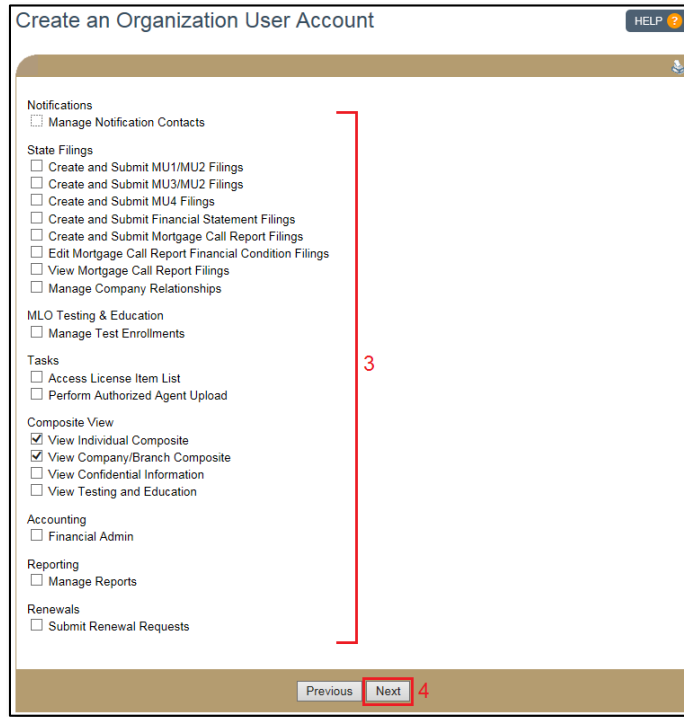 Create an Organization User Account
HELP ?
Notifications
Manage Notification Contacts
State Filings
Create and Submit MU1/MU2 Filings
Create and Submit MU3/MU2 Filings
Create and Submit MU4 Filings
Create and Submit Financial Statement Filings
Create and Submit Mortgage Call Report Filings
Edit Mortgage Call Report Financial Condition Filings
View Mortgage Call Report Filings
Manage Company Relationships
MLO Testing & Education
Manage Test Enrollments
Tasks
3
Access License Item List
Perform Authorized Agent Upload
Composite View
View Individual Composite
View Company/Branch Composite
View Confidential Information
View Testing and Education
Accounting
Financial Admin
Reporting
Manage Reports
Renewals
Submit Renewal Requests
Previous Next 4